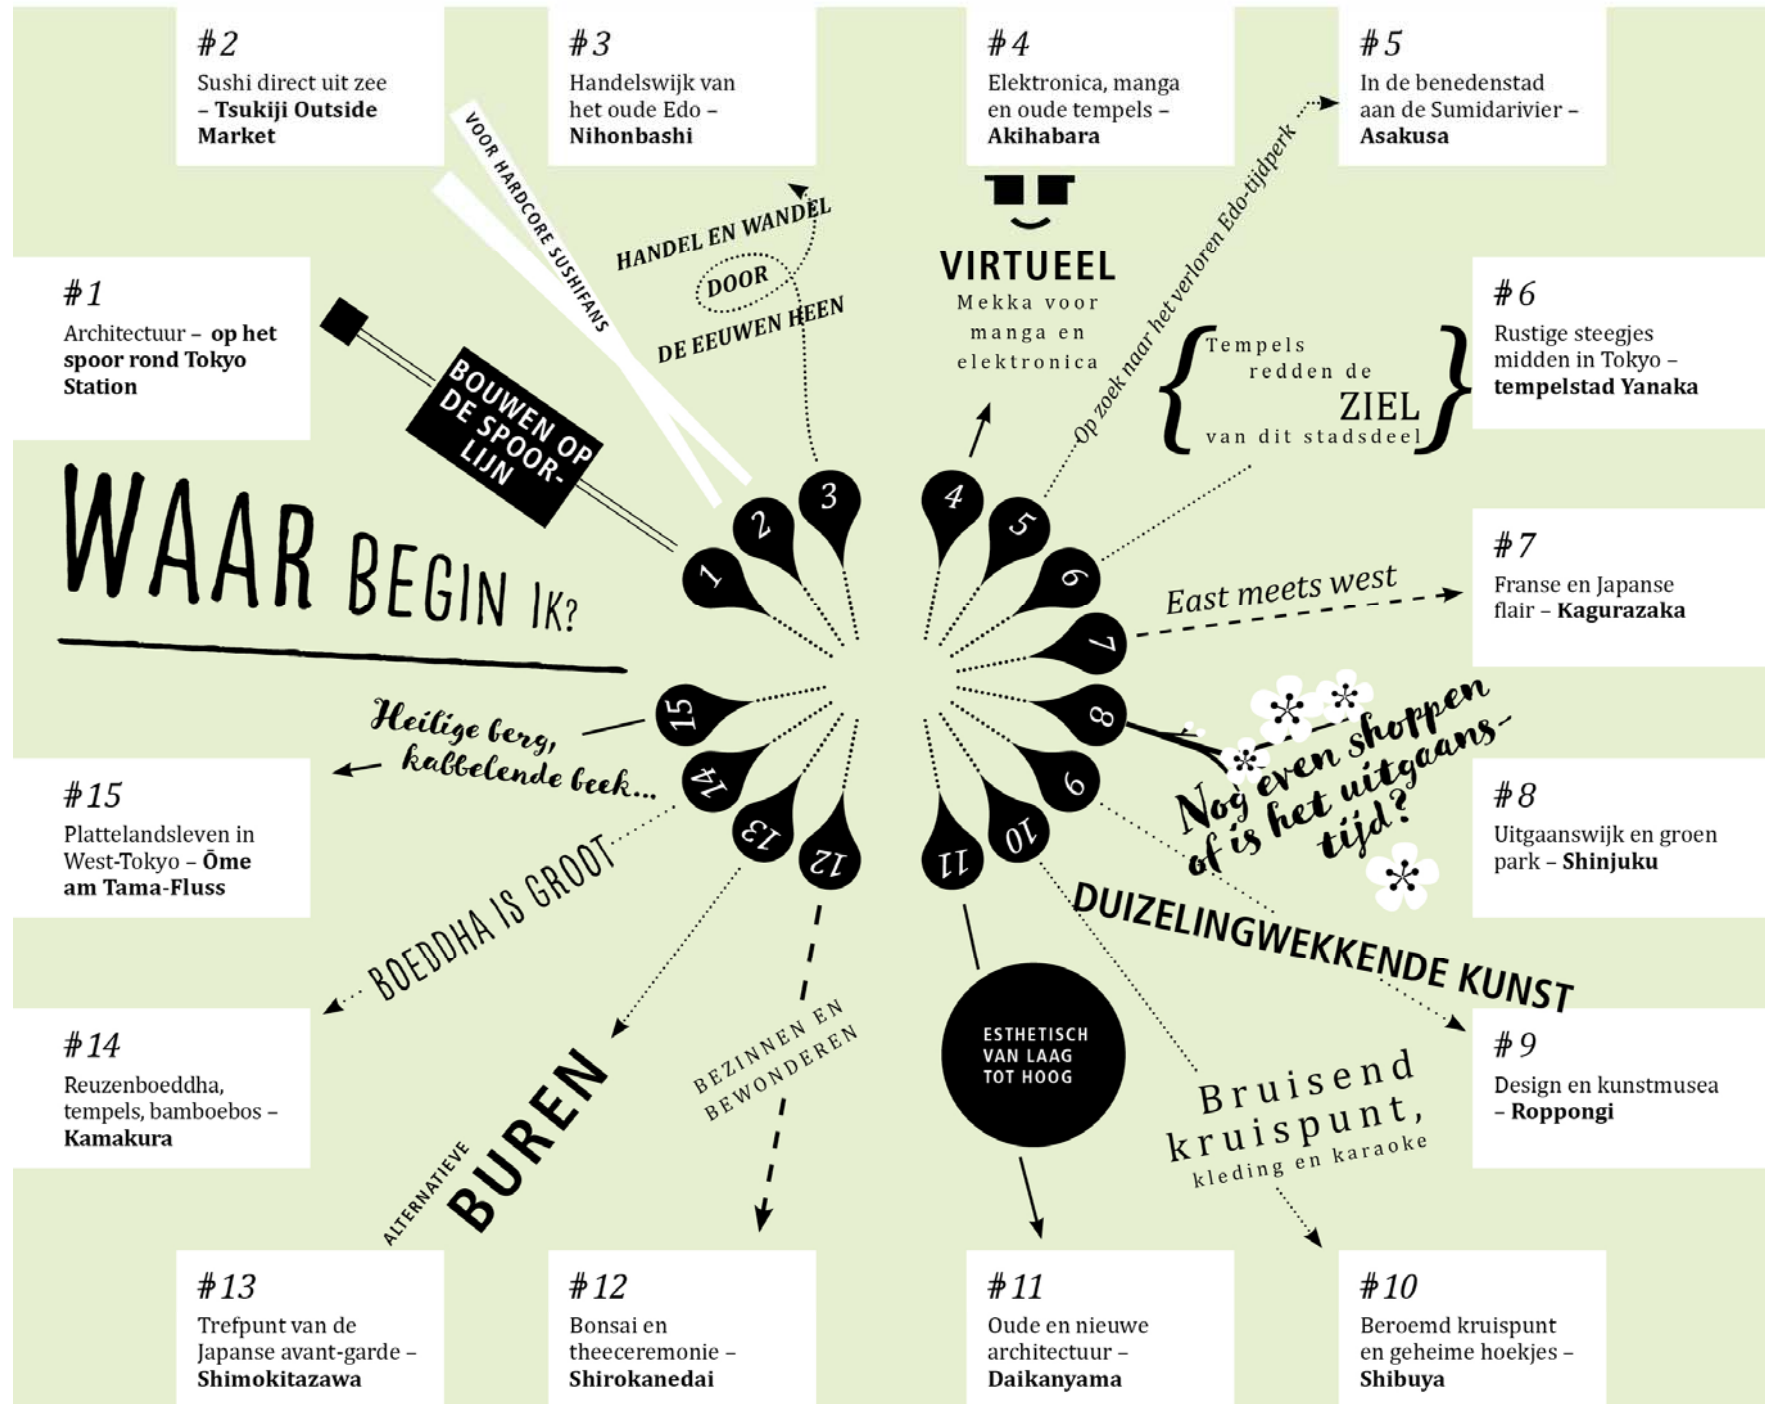 #2
Sushi direct uit zee
– Tsukiji Outside
Market
#3
Handelswijk van
het oude Edo –
Nihonbashi
#4
Elektronica, manga
en oude tempels –
Akihabara
#5
In de benedenstad
aan de Sumidarivier –
Asakusa
#1
Architectuur – op het
spoor rond Tokyo
Station
BOUWEN OP
DE SPOOR-
LIJN
VOOR HARDCORE SUSHIFANS
HANDEL EN WANDEL
DOOR
DE EEUWEN HEEN
VIRTUEEL
Mekka voor
manga en
elektronica
Op zoek naar het verloren Edo-tijdperk
Tempels
redden de
ZIEL
van dit stadsdeel
#6
Rustige steegjes
midden in Tokyo –
tempelstad Yanaka
WAAR BEGIN IK?
1
2
3
4
5
6
7
8
9
10
11
12
13
14
15
East meets west
#7
Franse en Japanse
flair – Kagurazaka
Nog even shoppen
of is het uitgaans-
tijd?
#8
Uitgaanswijk en groen
park – Shinjuku
Heilige berg,
kabbelende beek...
#15
Plattelandsleven in
West-Tokyo – Ōme
am Tama-Fluss
BOEDDHA IS GROOT
#14
Reuzenboeddha,
tempels, bamboebos –
Kamakura
ALTERNATIEVE
BUREN
BEZINNEN EN
BEWONDEREN
ESTHETISCH
VAN LAAG
TOT HOOG
Bruisend
kruispunt,
kleding en karaoke
DUIZELINGWEKKENDE KUNST
#9
Design en kunstmusea
– Roppongi
#13
Trefpunt van de
Japanse avant-garde –
Shimokitazawa
#12
Bonsai en
theeceremonie –
Shirokanedai
#11
Oude en nieuwe
architectuur –
Daikanyama
#10
Beroemd kruispunt
en geheime hoekjes –
Shibuya